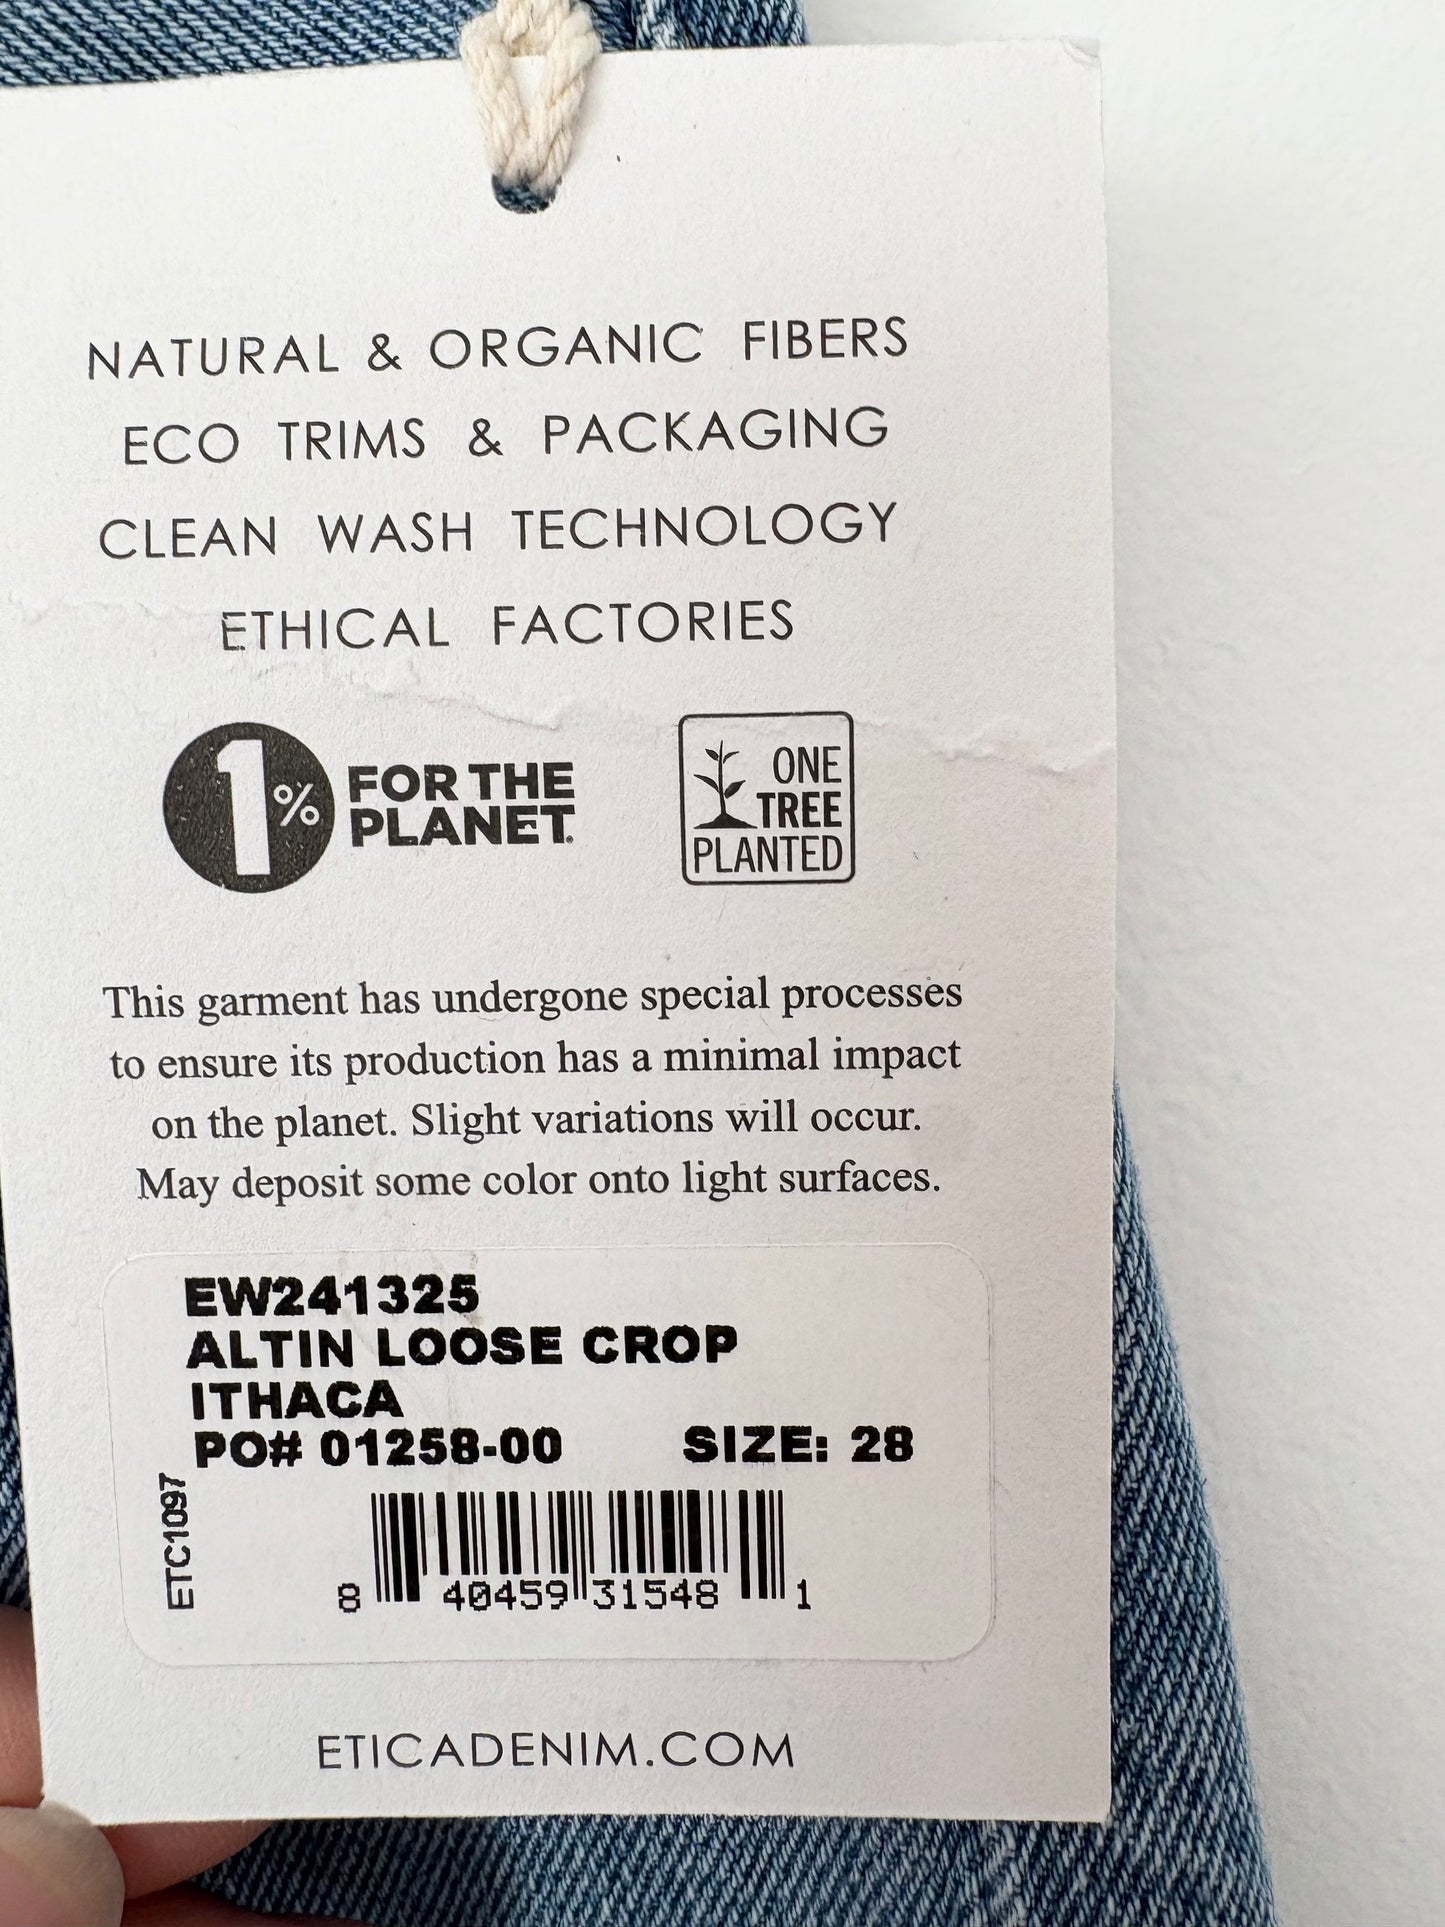 NATURAL & ORGANIC FIBERS
ECO TRIMS & PACKAGING
CLEAN WASH TECHNOLOGY
ETHICAL FACTORIES
1% FOR THE
PLANET.
ONE
TREE
PLANTED
This garment has undergone special processes
to ensure its production has a minimal impact
on the planet. Slight variations will occur.
May deposit some color onto light surfaces.
EW241325
ALTIN LOOSE CROP
ITHACA
PO# 01258-00 SIZE: 28
ETC1097
8 40459 31548 1
ETICADENIM.COM